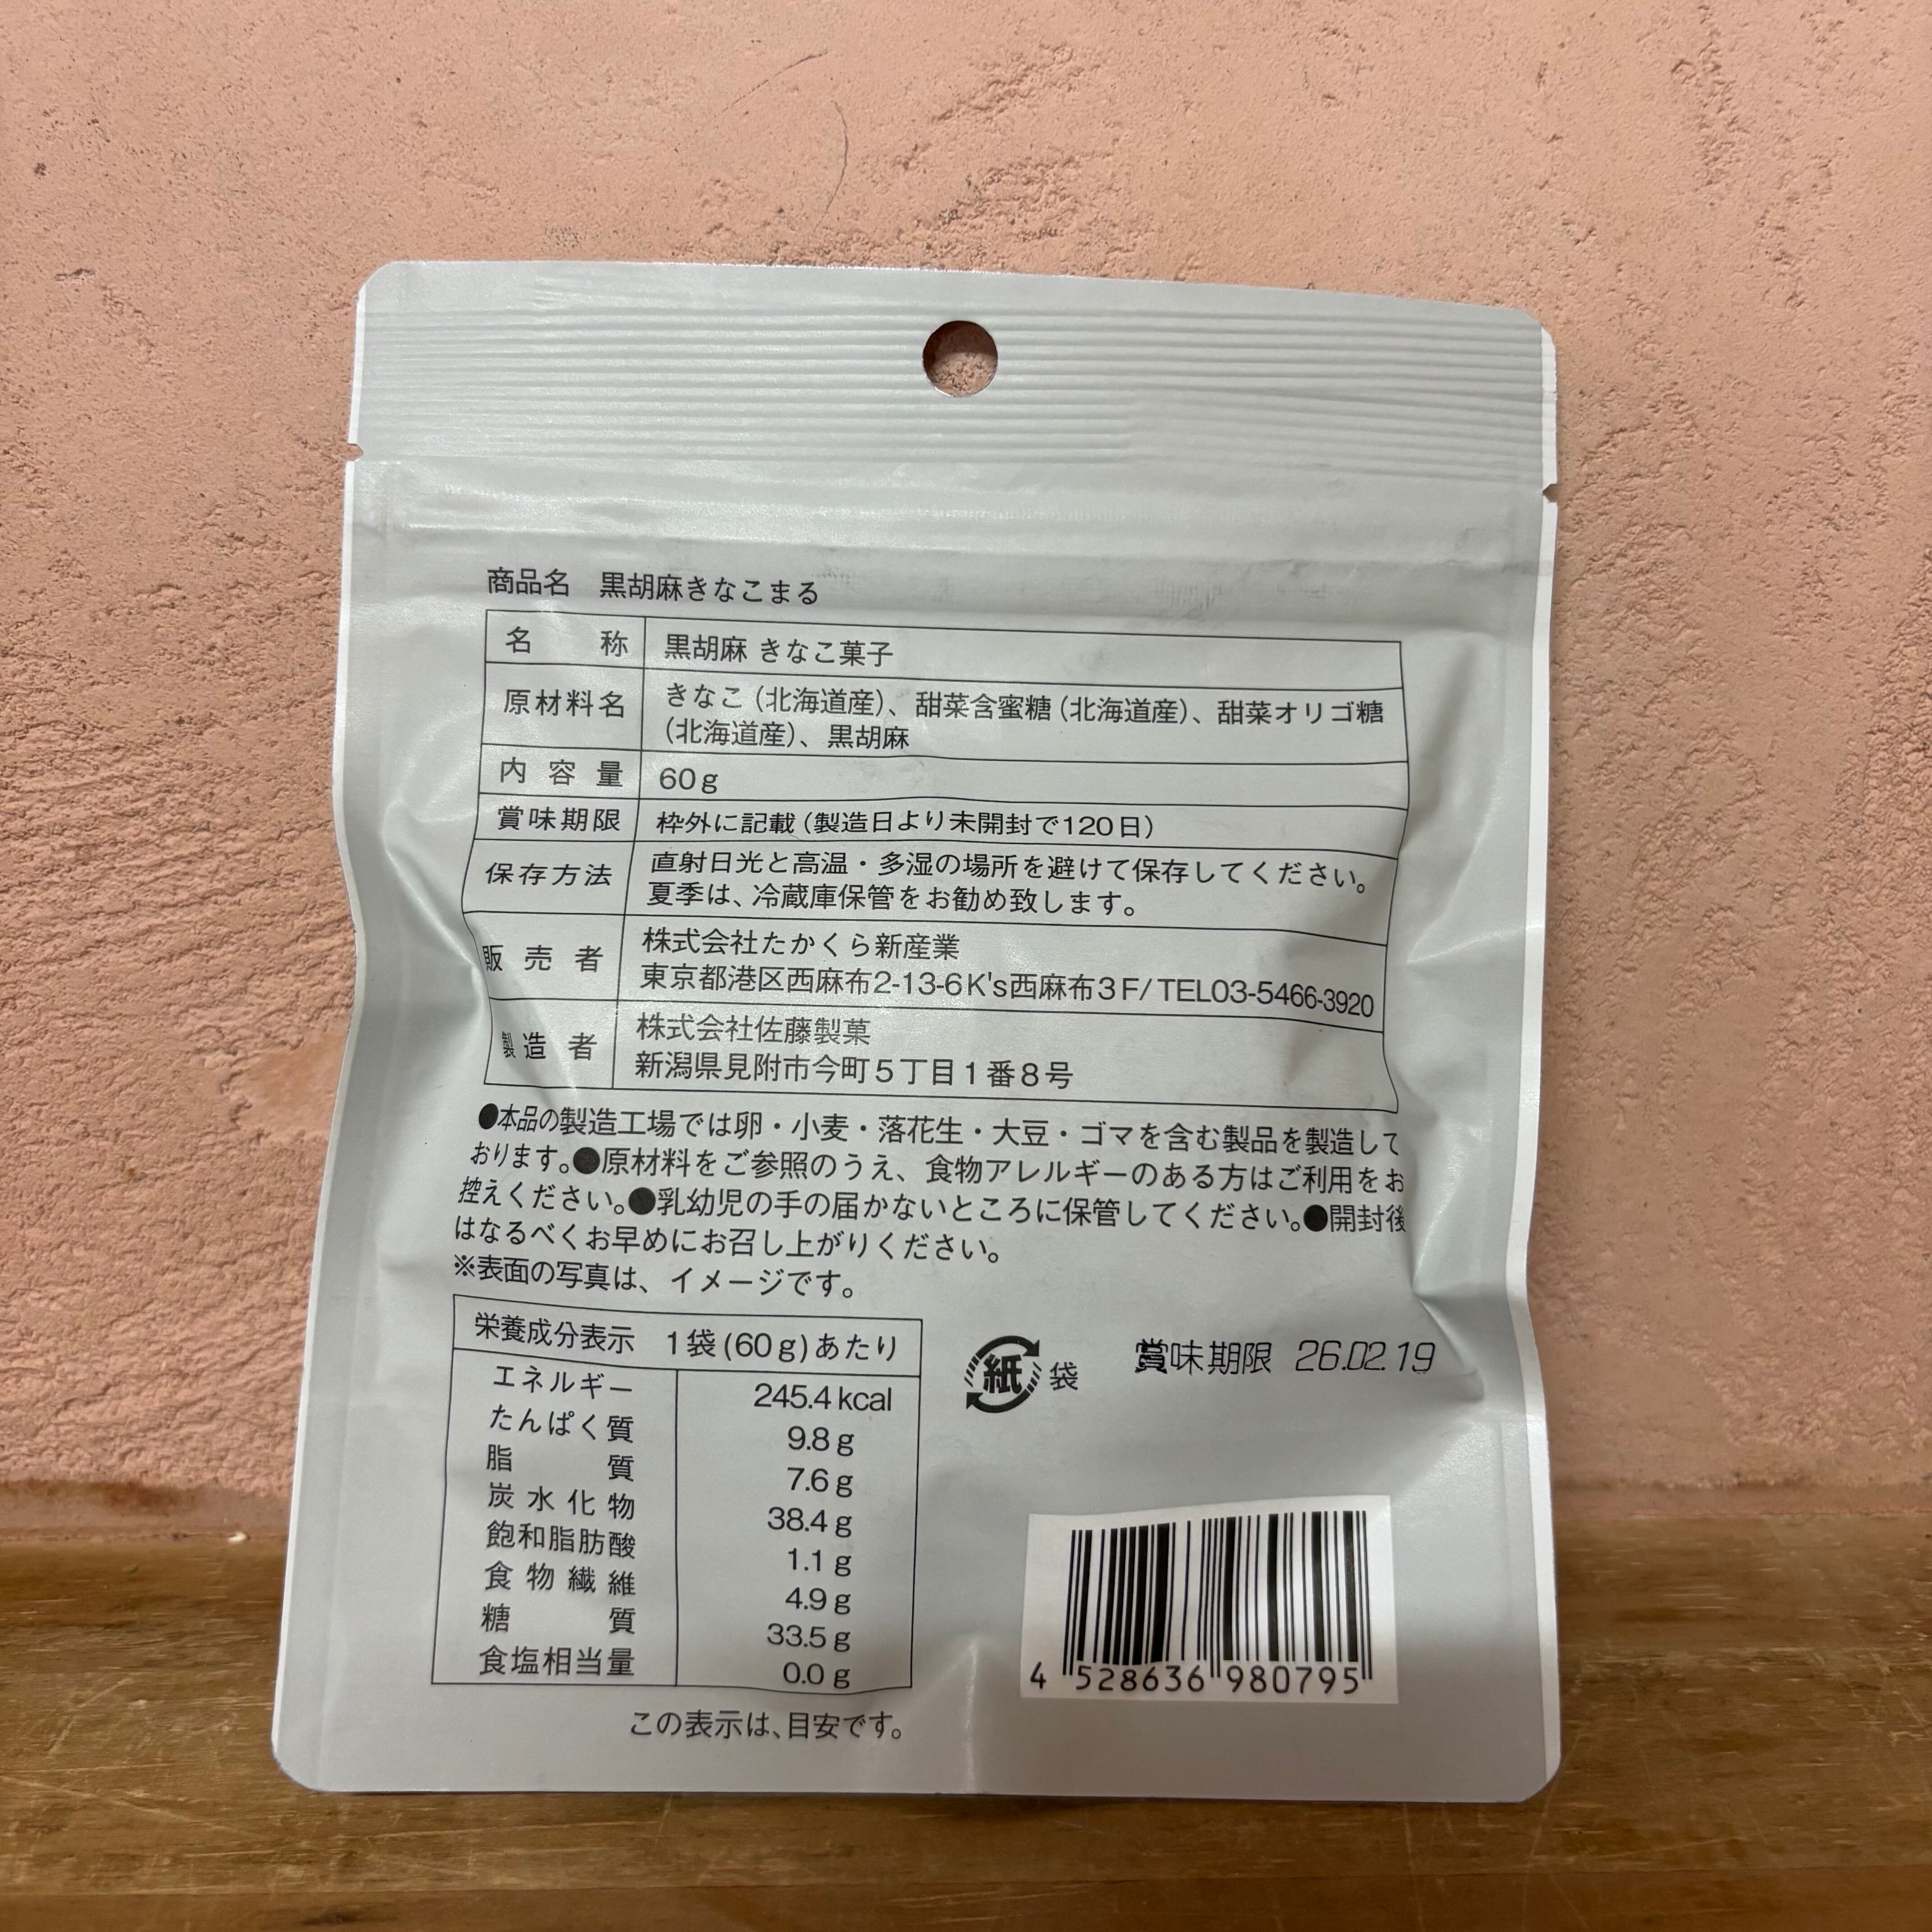 商品名 黒胡麻きなこまる
名称 黒胡麻 きなこ菓子
原材料名 きなこ(北海道産)、甜菜含蜜糖(北海道産)、甜菜オリゴ糖
(北海道産)、黒胡麻
内容量 60g
賞味期限 枠外に記載(製造日より未開封で120日)
保存方法 直射日光と高温・多湿の場所を避けて保存してください。
夏季は、冷蔵庫保管をお勧め致します。
販売者 株式会社たかくら新産業
東京都港区西麻布2-13-6K's西麻布3F/TEL03-5466-3920
製造者 株式会社佐藤製菓
新潟県見附市今町5丁目1番8号
●本品の製造工場では卵・小麦・落花生・大豆・ゴマを含む製品を製造して
おります。●原材料をご参照のうえ、食物アレルギーのある方はご利用をお
控えください。●乳幼児の手の届かないところに保管してください。●開封後
はなるべくお早めにお召し上がりください。
※表面の写真は、イメージです。
栄養成分表示 1袋(60g)あたり
エネルギー 245.4kcal
たんぱく質 9.8g
脂質 7.6g
炭水化物 38.4g
飽和脂肪酸 1.1g
食物繊維 4.9g
糖質 33.5g
食塩相当量 0.0g
この表示は、目安です。
紙 袋
賞味期限 26.02.19
4 528636 980795